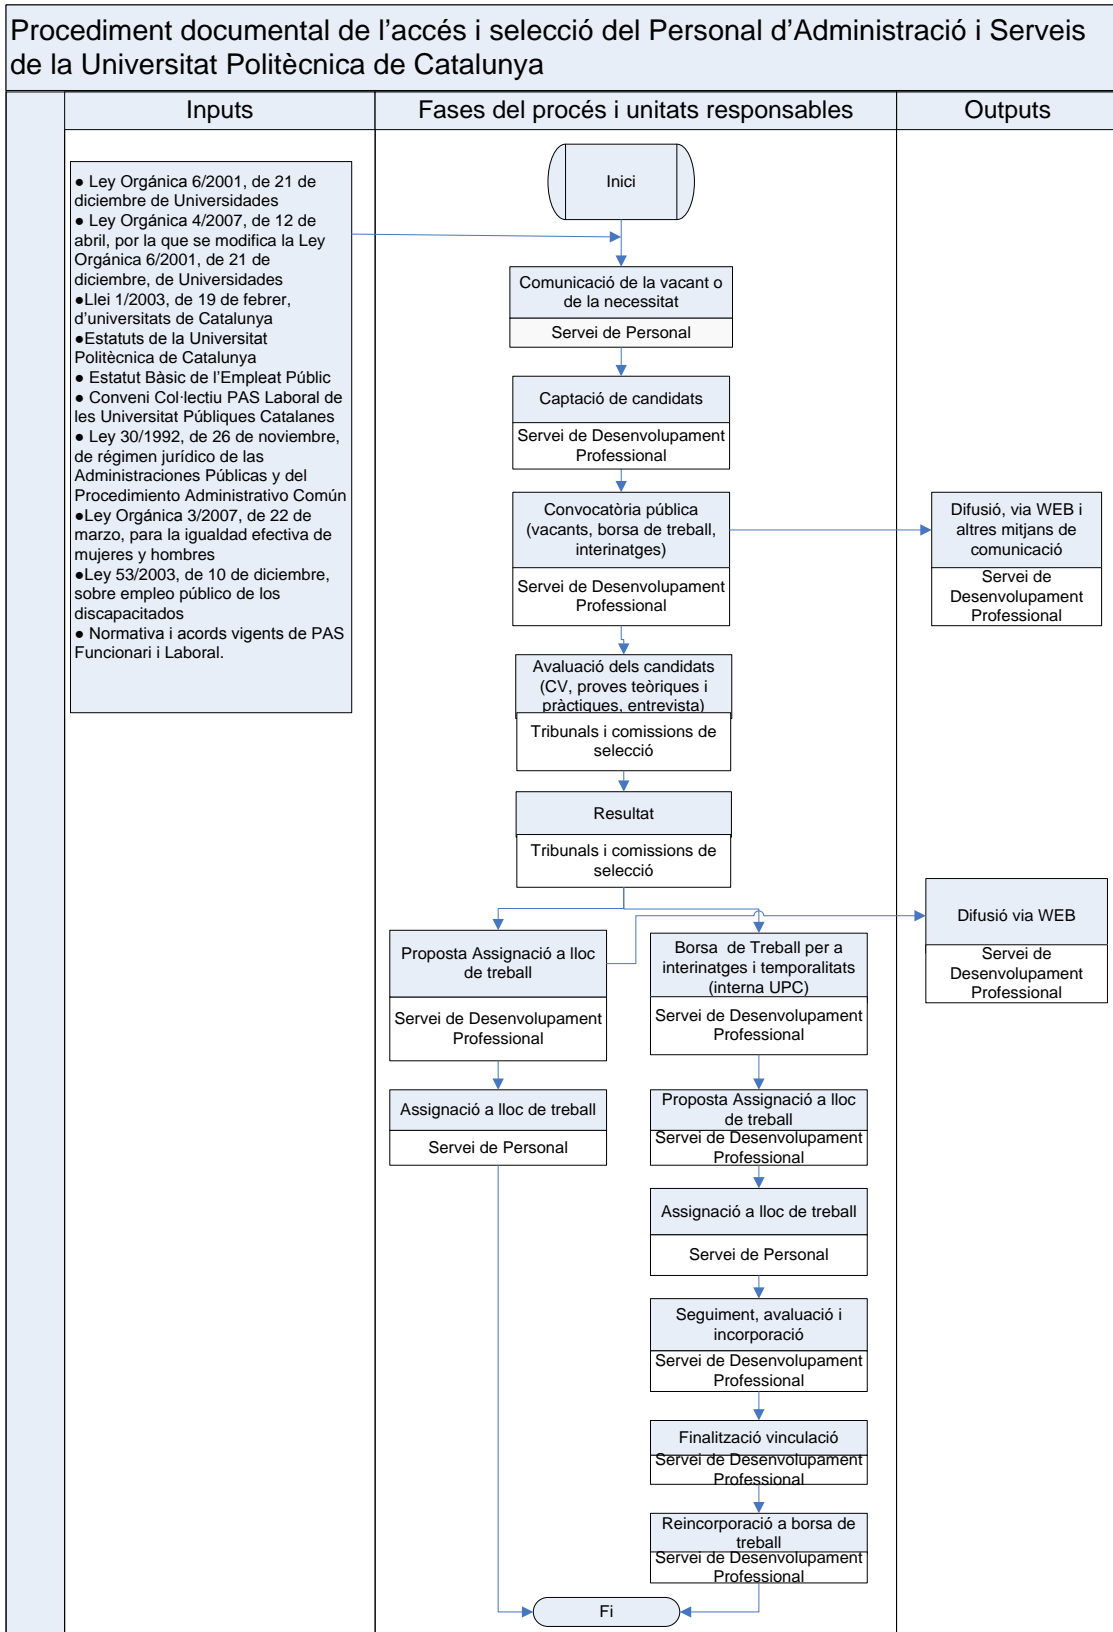 Procediment documental de l'accés i selecció del Personal d'Administració i Serveis
de la Universitat Politècnica de Catalunya
Inputs
Fases del procés i unitats responsables
Outputs
● Ley Orgánica 6/2001, de 21 de
diciembre de Universidades
● Ley Orgánica 4/2007, de 12 de
abril, por la que se modifica la Ley
Orgánica 6/2001, de 21 de
diciembre, de Universidades
●Llei 1/2003, de 19 de febrer,
d'universitats de Catalunya
●Estatuts de la Universitat
Politècnica de Catalunya
● Estatut Bàsic de l'Empleat Públic
● Conveni Col·lectiu PAS Laboral de
les Universitat Públiques Catalanes
● Ley 30/1992, de 26 de noviembre,
de régimen jurídico de las
Administraciones Públicas y del
Procedimiento Administrativo Común
●Ley Orgánica 3/2007, de 22 de
marzo, para la igualdad efectiva de
mujeres y hombres
●Ley 53/2003, de 10 de diciembre,
sobre empleo público de los
discapacitados
● Normativa i acords vigents de PAS
Funcionari i Laboral.
Inici
Comunicació de la vacant o
de la necessitat
Servei de Personal
Captació de candidats
Servei de Desenvolupament
Professional
Convocatòria pública
(vacants, borsa de treball,
interinatges)
Servei de Desenvolupament
Professional
Difusió, via WEB i
altres mitjans de
comunicació
Servei de
Desenvolupament
Professional
Avaluació dels candidats
(CV, proves teòriques i
pràctiques, entrevista)
Tribunals i comissions de
selecció
Resultat
Tribunals i comissions de
selecció
Difusió via WEB
Servei de
Desenvolupament
Professional
Proposta Assignació a lloc
de treball
Servei de Desenvolupament
Professional
Assignació a lloc de treball
Servei de Personal
Borsa de Treball per a
interinatges i temporalitats
(interna UPC)
Servei de Desenvolupament
Professional
Proposta Assignació a lloc
de treball
Servei de Desenvolupament
Professional
Assignació a lloc de treball
Servei de Personal
Seguiment, avaluació i
incorporació
Servei de Desenvolupament
Professional
Finalització vinculació
Servei de Desenvolupament
Professional
Reincorporació a borsa de
treball
Servei de Desenvolupament
Professional
Fi